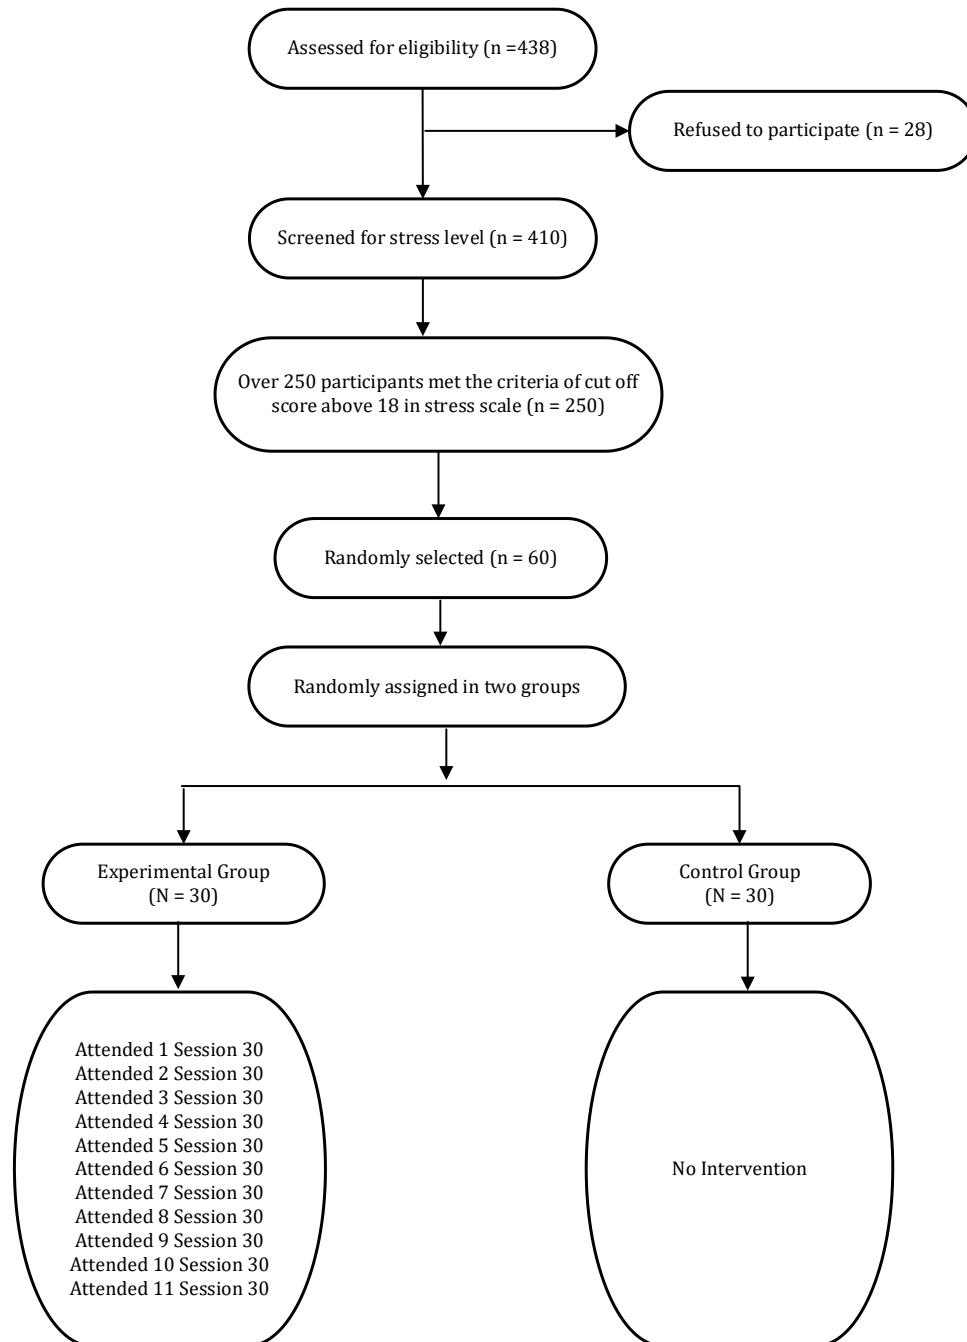 Assessed for eligibility (n =438)
Refused to participate (n = 28)
Screened for stress level (n = 410)
Over 250 participants met the criteria of cut off
score above 18 in stress scale (n = 250)
Randomly selected (n = 60)
Randomly assigned in two groups
Experimental Group
(N = 30)
Control Group
(N = 30)
Attended 1 Session 30
Attended 2 Session 30
Attended 3 Session 30
Attended 4 Session 30
Attended 5 Session 30
Attended 6 Session 30
Attended 7 Session 30
Attended 8 Session 30
Attended 9 Session 30
Attended 10 Session 30
Attended 11 Session 30
No Intervention